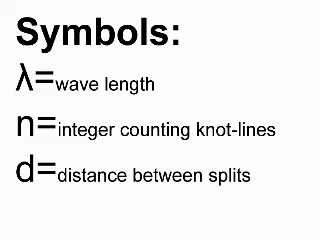 Symbols:
λ=wave length
n=integer counting knot-lines
d=distance between splits